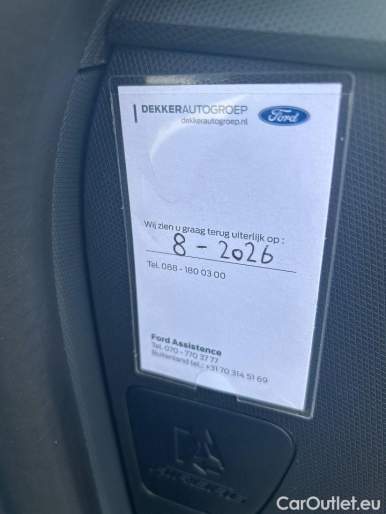 DEKKERAUTOGROEP
dekkerautogroep.nl
Ford
Wij zien u graag terug uiterlijk op :
8 - 2026
Tel. 088 - 180 03 00
Ford Assistence
Tel. 070 - 770 37 77
Buitenland tel.: +31 70 314 51 69
CarOutlet.eu